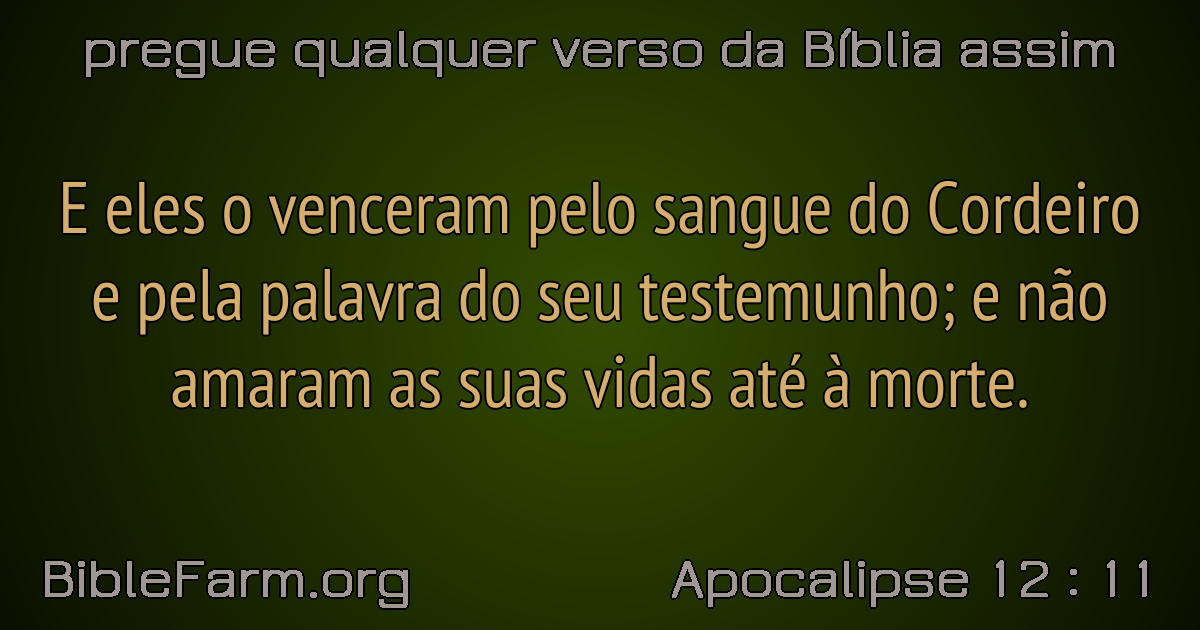 pregue qualquer verso da Bíblia assim
E eles o venceram pelo sangue do Cordeiro
e pela palavra do seu testemunho; e não
amaram as suas vidas até à morte.
BibleFarm.org
Apocalipse 12 : 11